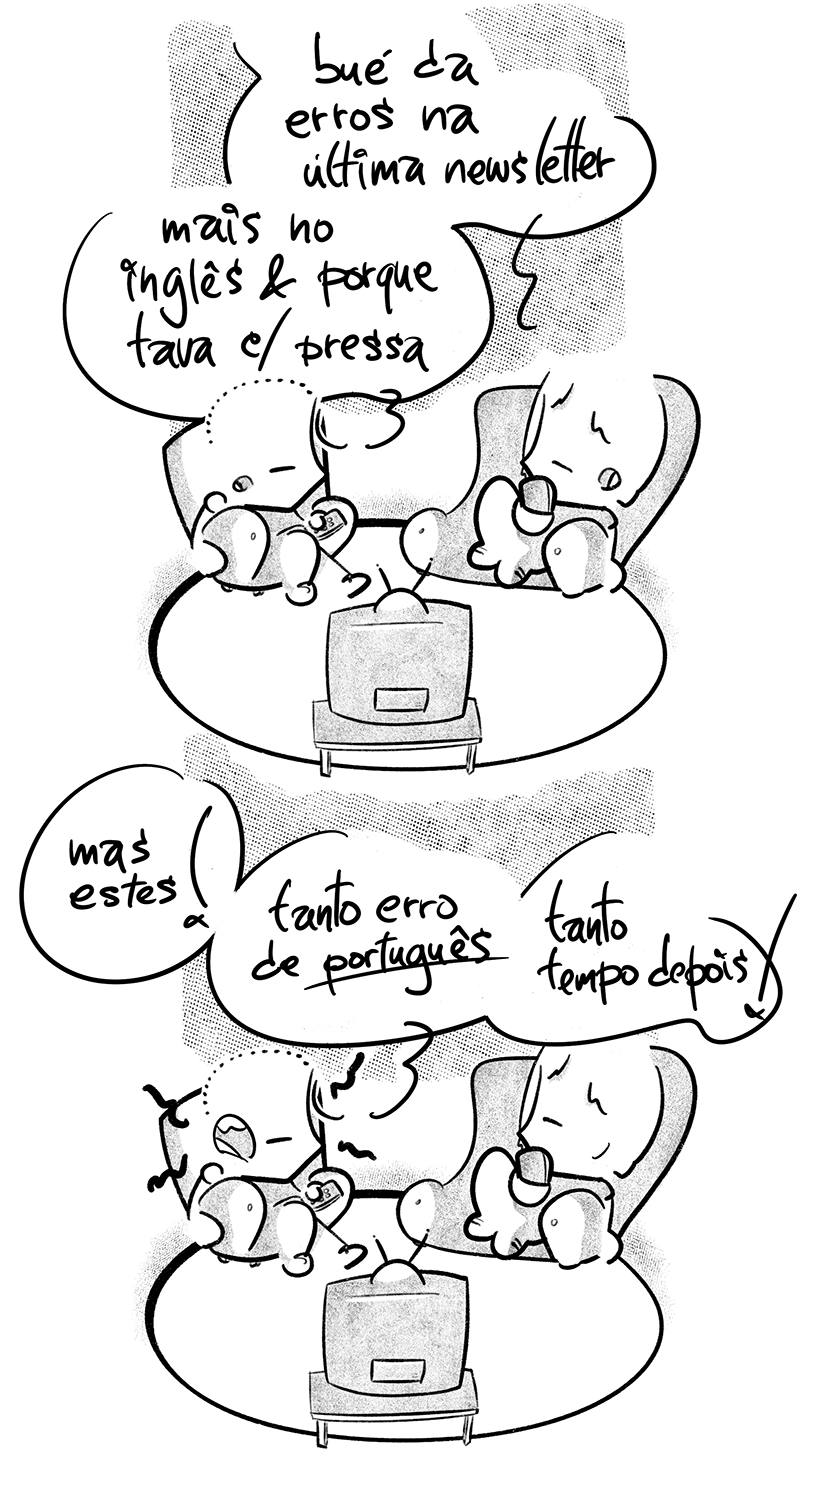 bué da
erros na
última newsletter
mais no
inglês & porque
tava c/ pressa
mas
estes
tanto erro
de português
tanto
tempo depois